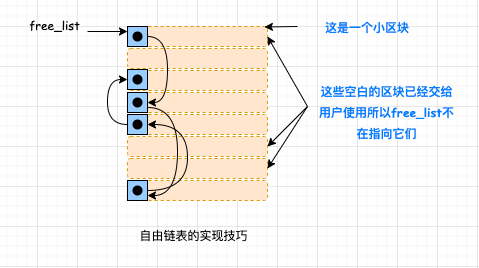 free_list
这是一个小区块
这些空白的区块已经交给
用户使用所以free_list不
在指向它们
自由链表的实现技巧